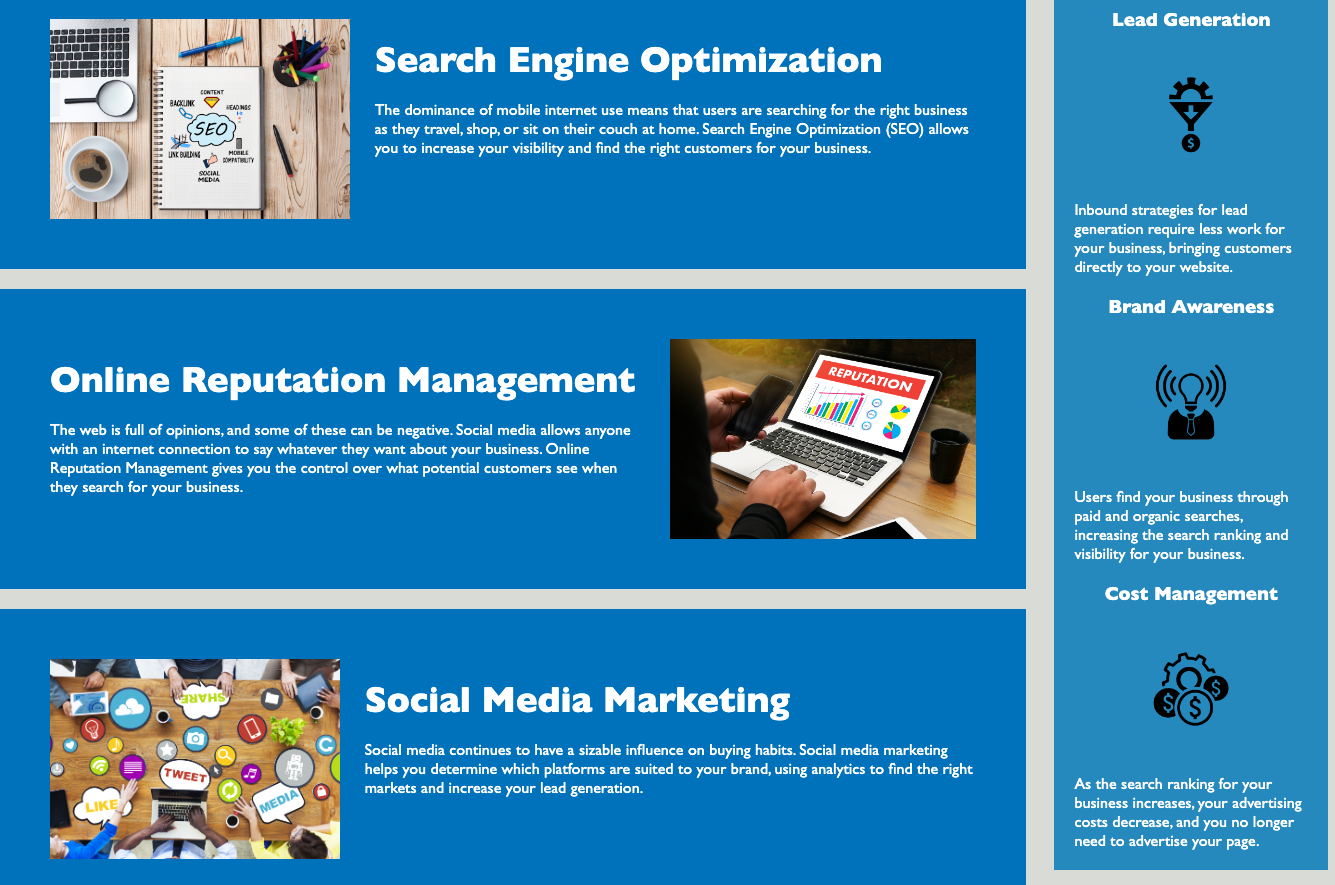 Search Engine Optimization
The dominance of mobile internet use means that users are searching for the right business
as they travel, shop, or sit on their couch at home. Search Engine Optimization (SEO) allows
you to increase your visibility and find the right customers for your business.
CONTENT
BACKLINK
HEADINGS
SEO
LINK BUILDING
MOBILE
COMPATIBILITY
SOCIAL
MEDIA
Online Reputation Management
The web is full of opinions, and some of these can be negative. Social media allows anyone
with an internet connection to say whatever they want about your business. Online
Reputation Management gives you the control over what potential customers see when
they search for your business.
REPUTATION
Social Media Marketing
Social media continues to have a sizable influence on buying habits. Social media marketing
helps you determine which platforms are suited to your brand, using analytics to find the right
markets and increase your lead generation.
SHARE
TWEET
LIKE
MEDIA
Lead Generation
$
Inbound strategies for lead
generation require less work for
your business, bringing customers
directly to your website.
Brand Awareness
Users find your business through
paid and organic searches,
increasing the search ranking and
visibility for your business.
Cost Management
$
$
$
As the search ranking for your
business increases, your advertising
costs decrease, and you no longer
need to advertise your page.